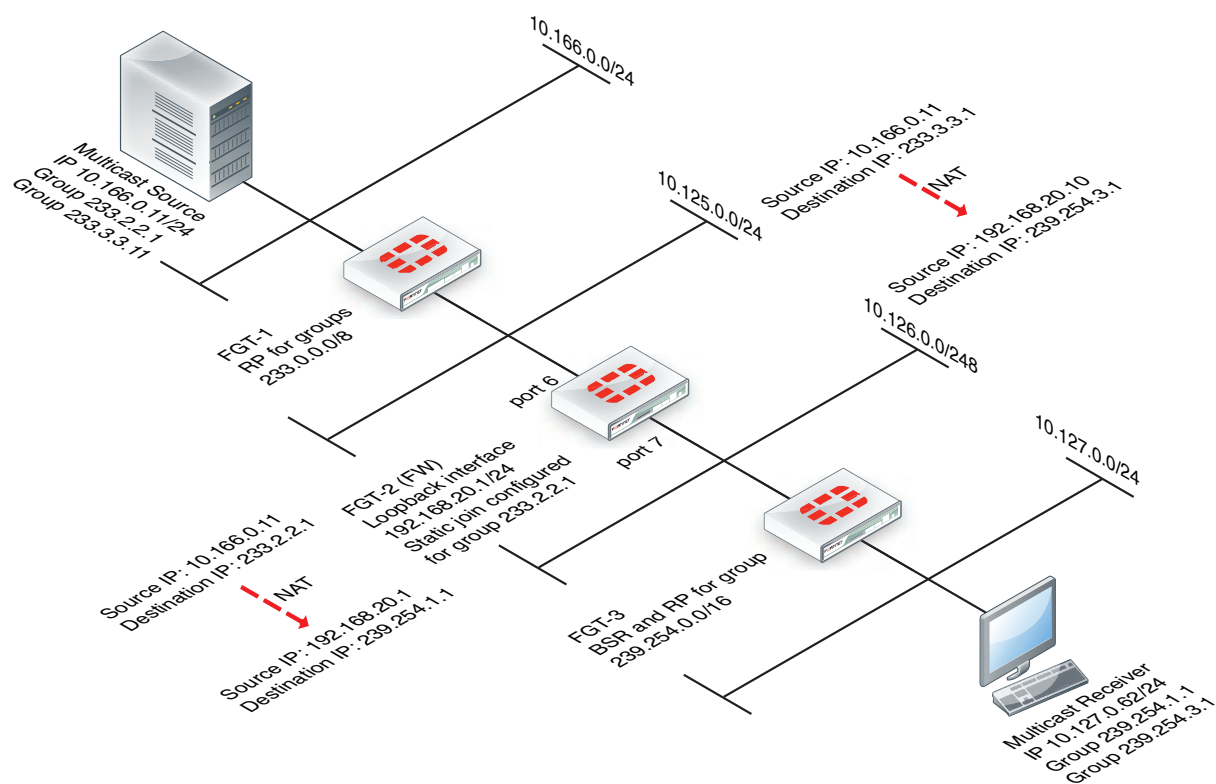 10.166.0.0/24
Multicast Source
IP 10.166.0.11/24
Group 233.2.2.1
Group 233.3.3.11
10.125.0.0/24
Source IP: 10.166.0.11
Destination IP: 233.3.3.1
NAT
Source IP: 192.168.20.10
Destination IP: 239.254.3.1
FGT-1
RP for groups
233.0.0.0/8
10.126.0.0/248
port 6
port 7
FGT-2 (FW)
Loopback interface
192.168.20.1/24
Static join configured
for group 233.2.2.1
10.127.0.0/24
Source IP: 10.166.0.11
Destination IP: 233.2.2.1
NAT
Source IP: 192.168.20.1
Destination IP: 239.254.1.1
FGT-3
BSR and RP for group
239.254.0.0/16
Multicast Receiver
IP 10.127.0.62/24
Group 239.254.1.1
Group 239.254.3.1